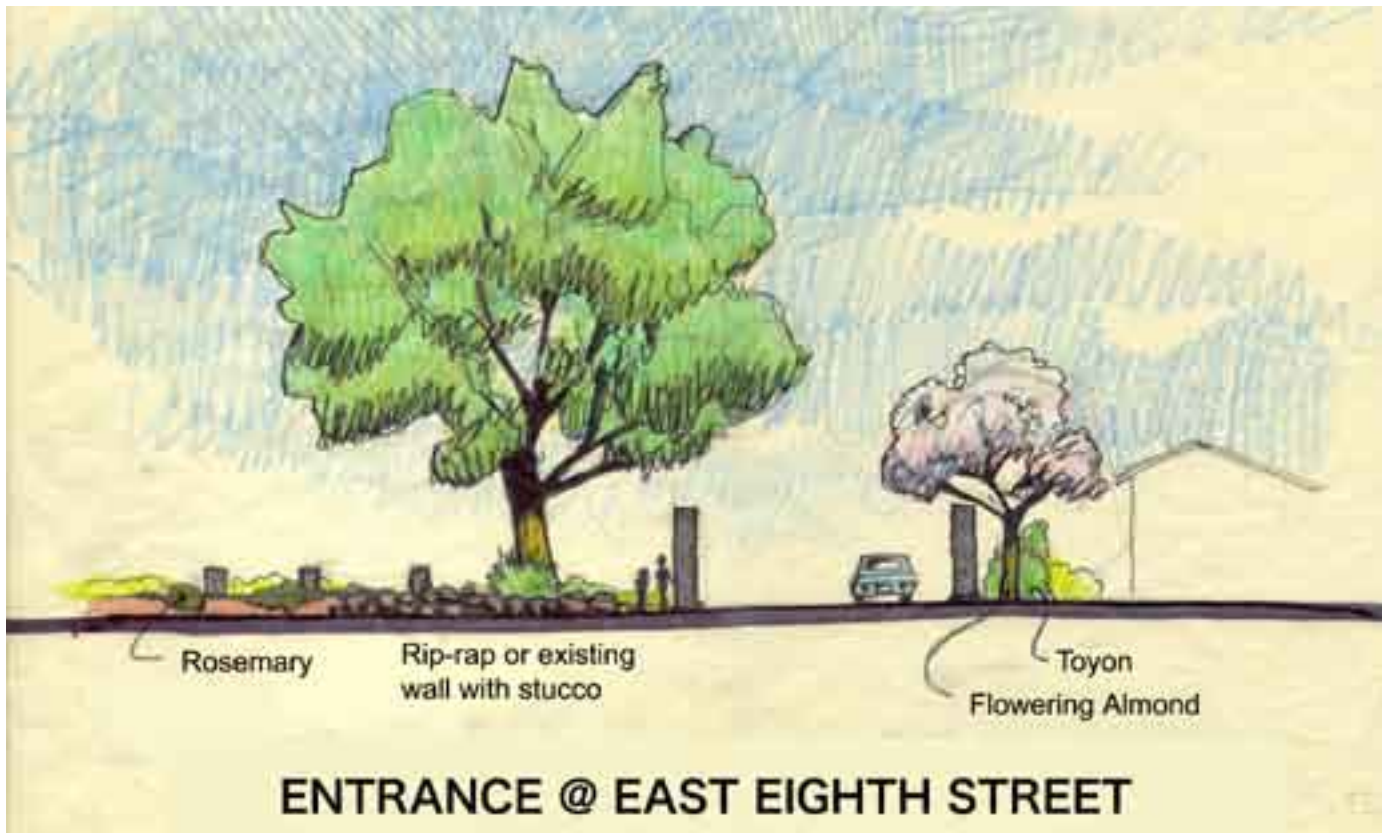 Rosemary
Rip-rap or existing
wall with stucco
Toyon
Flowering Almond
ENTRANCE @ EAST EIGHTH STREET